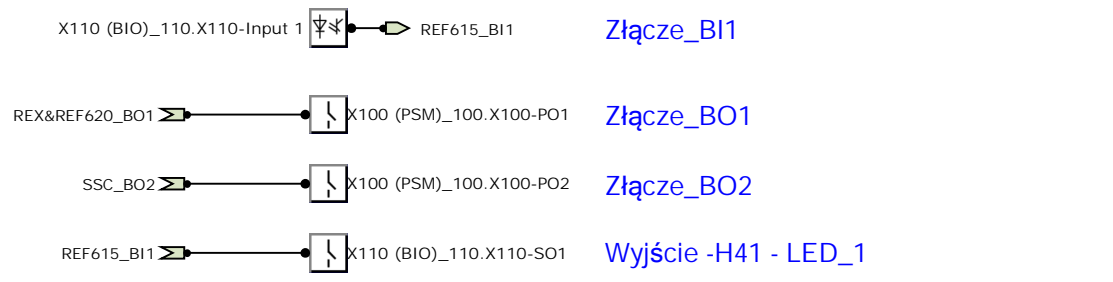 X110 (BIO)_110.X110-Input 1 REF615_BI1 Złącze_BI1
REX&REF620_BO1 X100 (PSM)_100.X100-PO1 Złącze_BO1
SSC_BO2 X100 (PSM)_100.X100-PO2 Złącze_BO2
REF615_BI1 X110 (BIO)_110.X110-SO1 Wyjście -H41 - LED_1